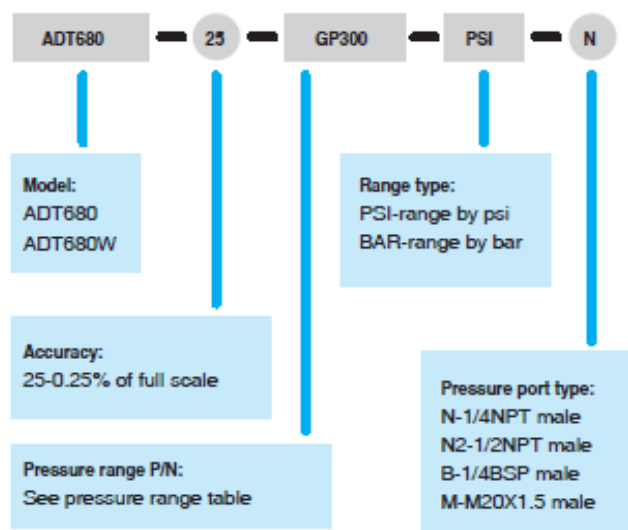 ADT680 25 GP300 PSI N
Model:
ADT680
ADT680W
Range type:
PSI-range by psi
BAR-range by bar
Accuracy:
25-0.25% of full scale
Pressure range P/N:
See pressure range table
Pressure port type:
N-1/4NPT male
N2-1/2NPT male
B-1/4BSP male
M-M20X1.5 male